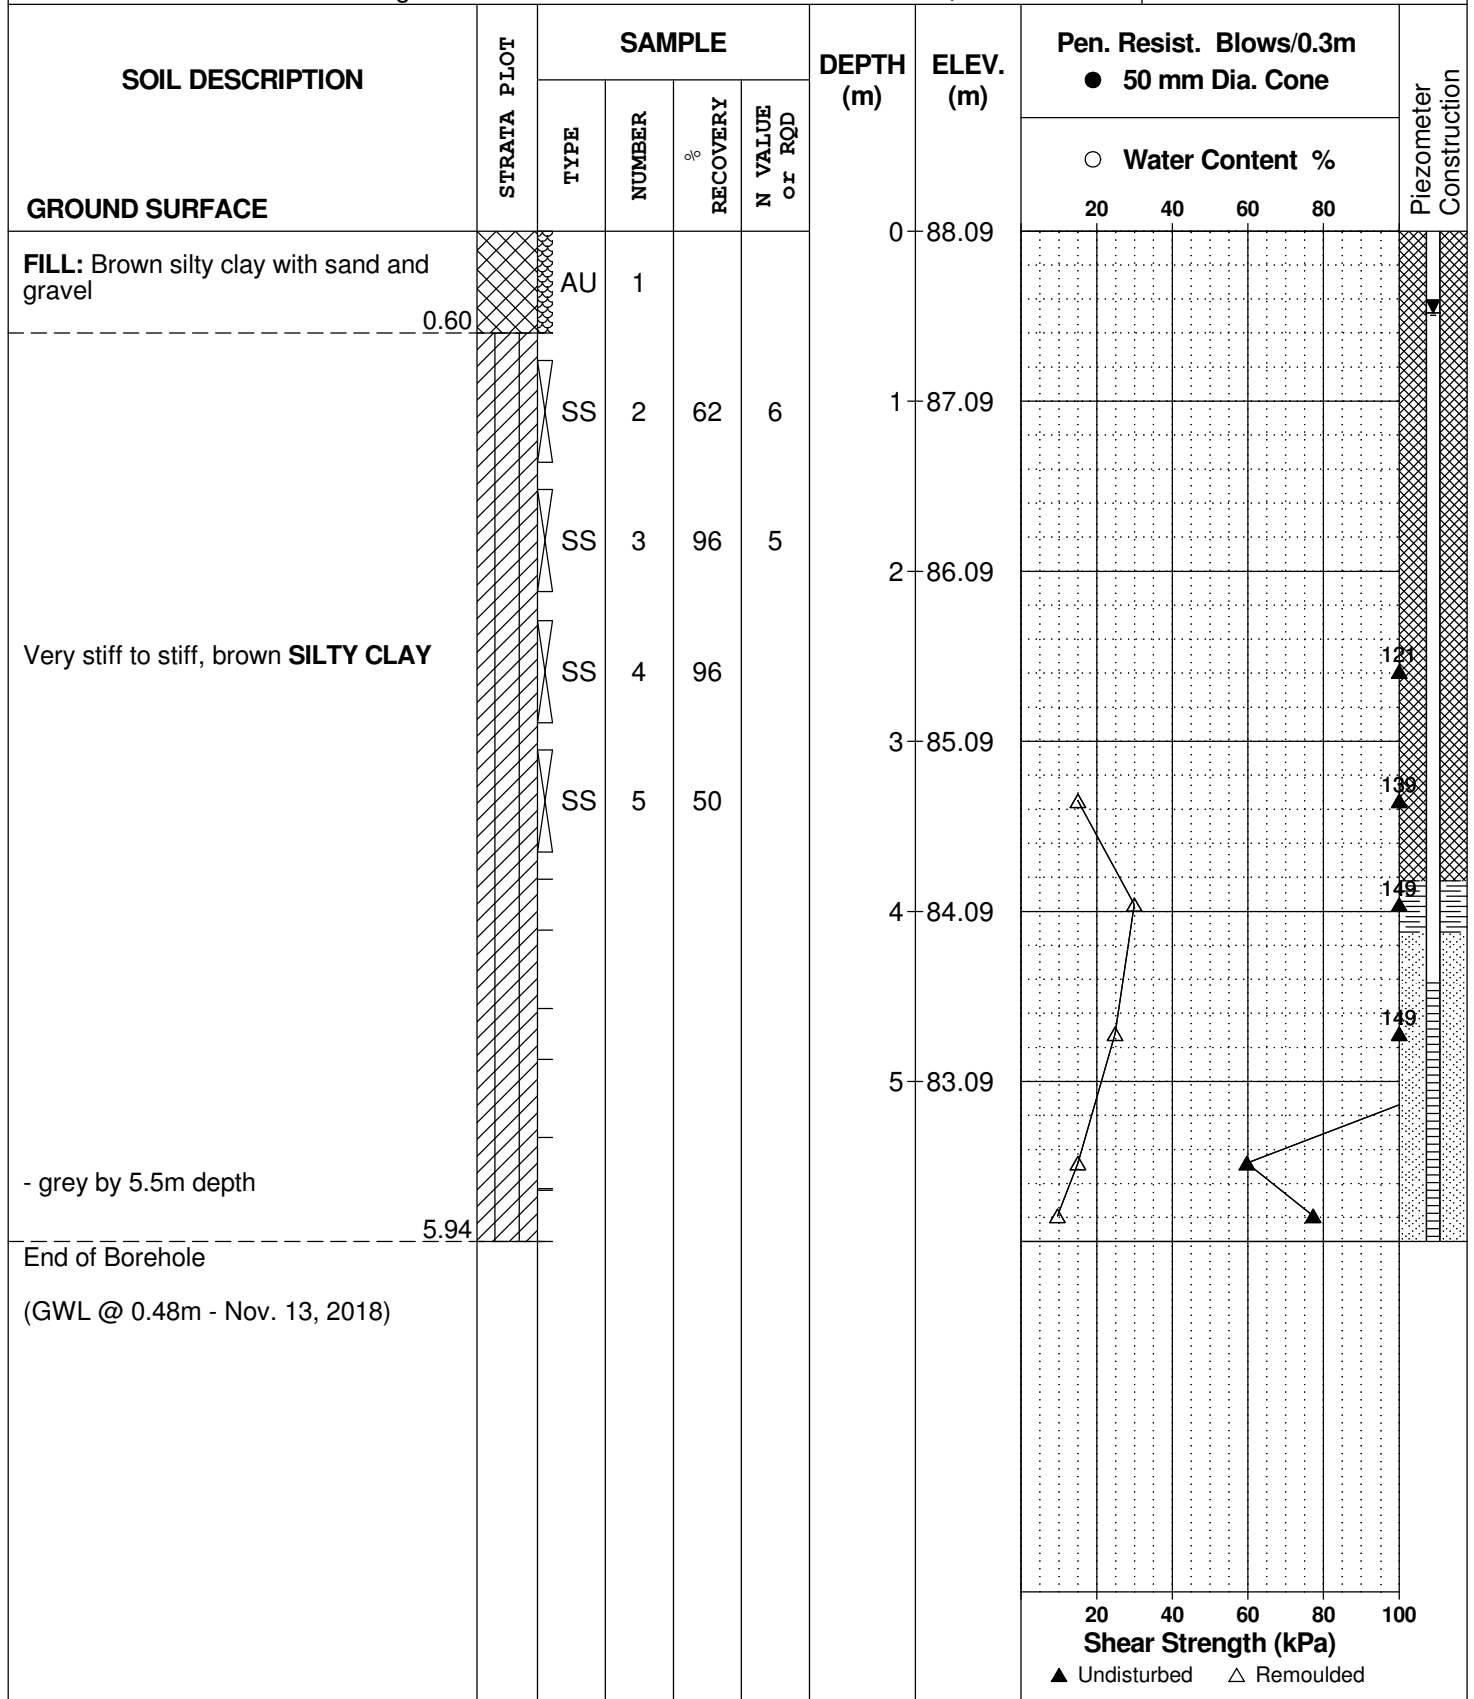 SOIL DESCRIPTION
GROUND SURFACE
STRATA PLOT
SAMPLE
TYPE
NUMBER
%
RECOVERY
N VALUE
or RQD
DEPTH
(m)
ELEV.
(m)
Pen. Resist. Blows/0.3m
● 50 mm Dia. Cone
○ Water Content %
20 40 60 80
Piezometer
Construction
0 88.09
FILL: Brown silty clay with sand and
gravel
0.60
AU 1
SS 2 62 6
1 87.09
SS 3 96 5
2 86.09
Very stiff to stiff, brown SILTY CLAY
SS 4 96
121
3 85.09
SS 5 50
139
149
4 84.09
149
5 83.09
- grey by 5.5m depth
5.94
End of Borehole
(GWL @ 0.48m - Nov. 13, 2018)
20 40 60 80 100
Shear Strength (kPa)
▲ Undisturbed △ Remoulded